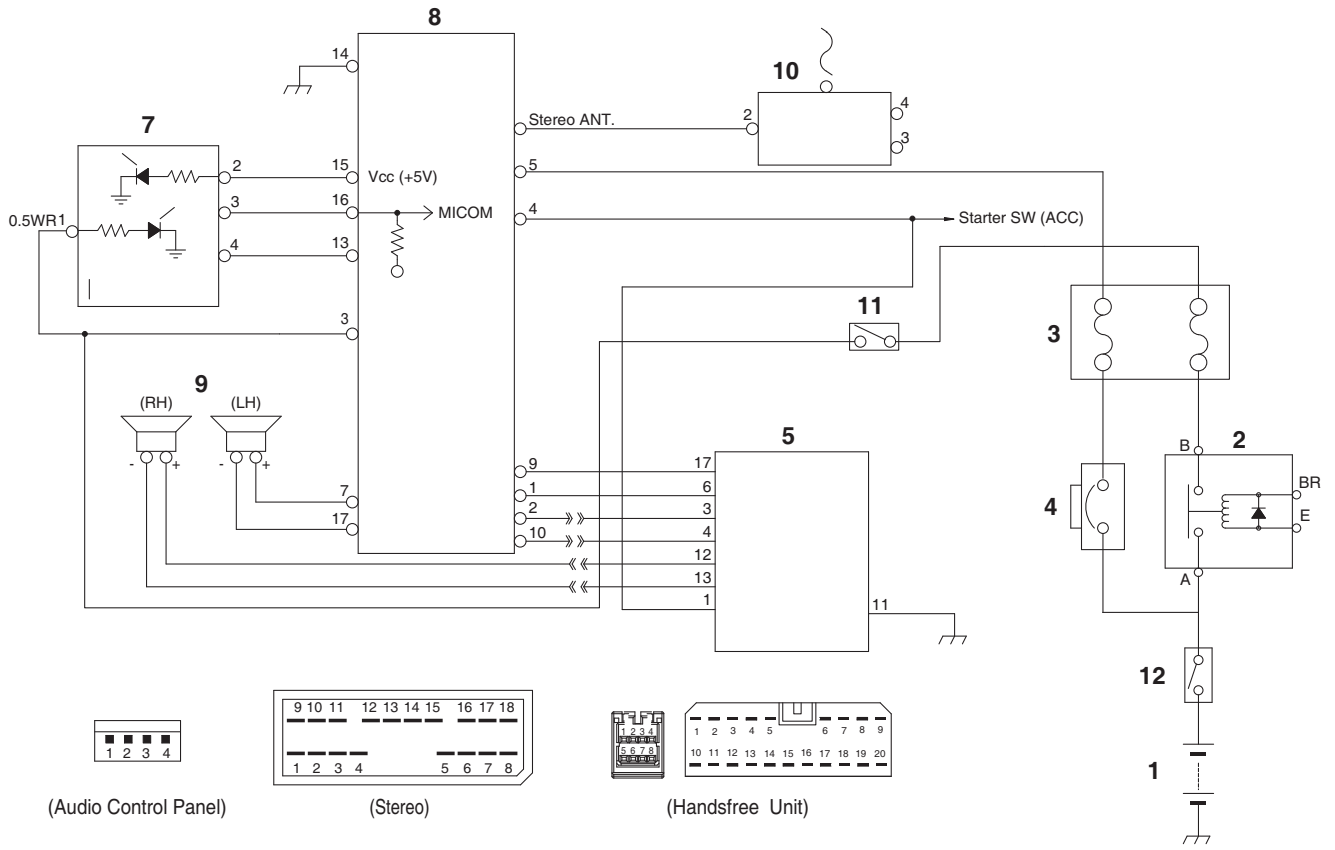 8
14
10
4
2
3
Stereo ANT.
7
2
15
Vcc (+5V)
5
3
16
MICOM
4
Starter SW (ACC)
0.5WR
1
4
13
11
3
3
9
(RH)
(LH)
5
B
2
- +
- +
9
17
BR
7
1
6
4
E
2
3
17
10
4
12
A
13
1
11
12
9 10 11 12 13 14 15 16 17 18
1 2 3 4
1 2 3 4 5 6 7 8
1 2 3 4
5 6 7 8
1 2 3 4 5 6 7 8 9
10 11 12 13 14 15 16 17 18 19 20
1
(Audio Control Panel)
(Stereo)
(Handsfree Unit)